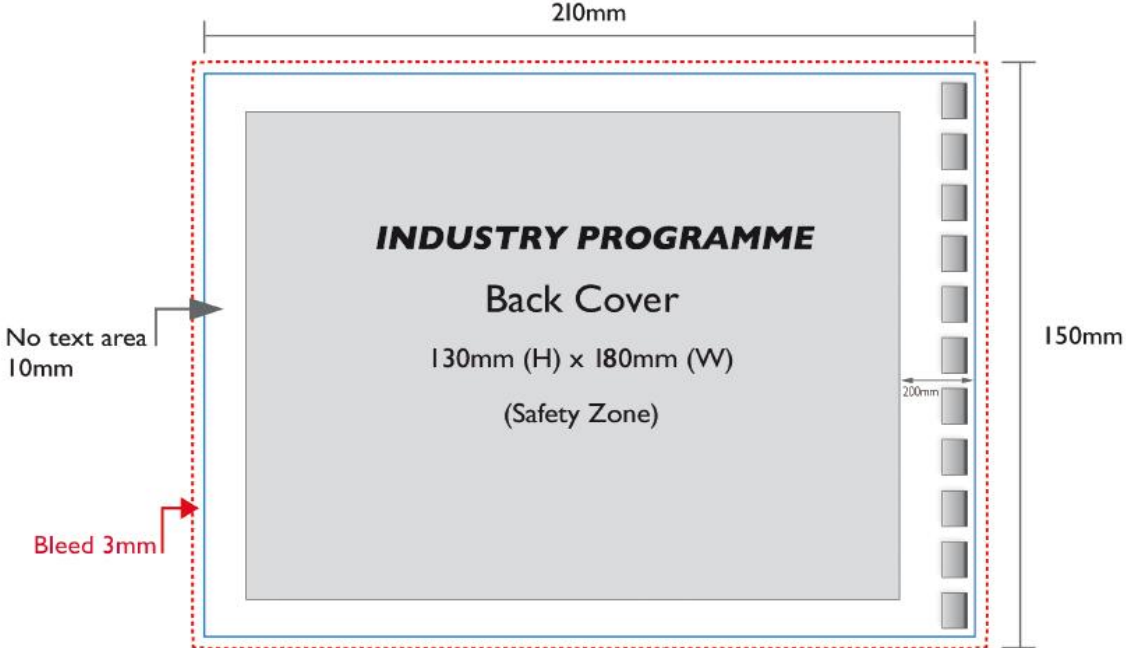 210mm
INDUSTRY PROGRAMME
Back Cover
130mm (H) x 180mm (W)
(Safety Zone)
No text area
10mm
150mm
200mm
Bleed 3mm